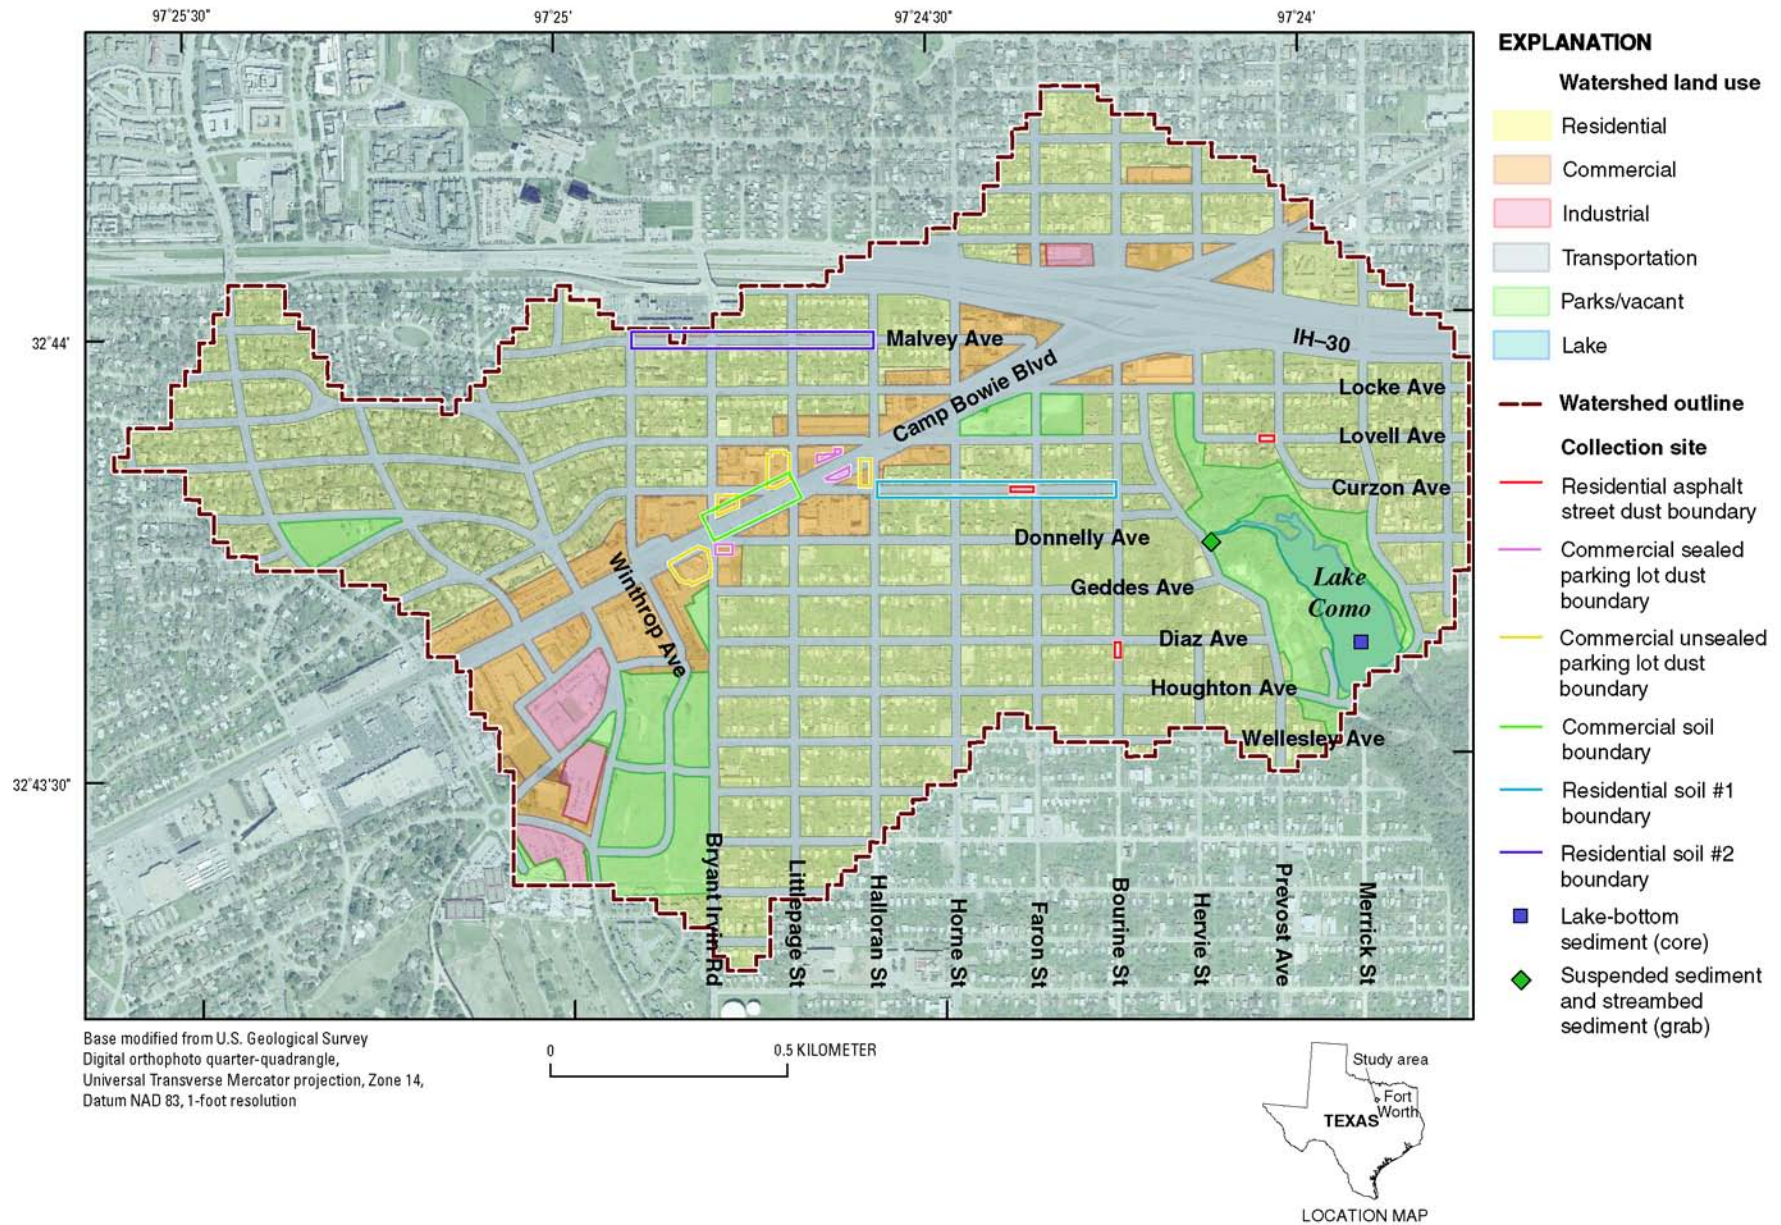 97°25'30"
97°25'
97°24'30"
97°24'
32°44'
32°43'30"
Malvey Ave
IH–30
Camp Bowie Blvd
Locke Ave
Lovell Ave
Curzon Ave
Donnelly Ave
Winthrop Ave
Geddes Ave
Lake
Como
Diaz Ave
Houghton Ave
Wellesley Ave
Bryant Irvin Rd
Littlepage St
Halloran St
Horne St
Faron St
Bourine St
Hervie St
Prevost Ave
Merrick St
EXPLANATION
Watershed land use
Residential
Commercial
Industrial
Transportation
Parks/vacant
Lake
Watershed outline
Collection site
Residential asphalt
street dust boundary
Commercial sealed
parking lot dust
boundary
Commercial unsealed
parking lot dust
boundary
Commercial soil
boundary
Residential soil #1
boundary
Residential soil #2
boundary
Lake-bottom
sediment (core)
Suspended sediment
and streambed
sediment (grab)
Base modified from U.S. Geological Survey
Digital orthophoto quarter-quadrangle,
Universal Transverse Mercator projection, Zone 14,
Datum NAD 83, 1-foot resolution
0
0.5 KILOMETER
Study area
Fort
Worth
TEXAS
LOCATION MAP